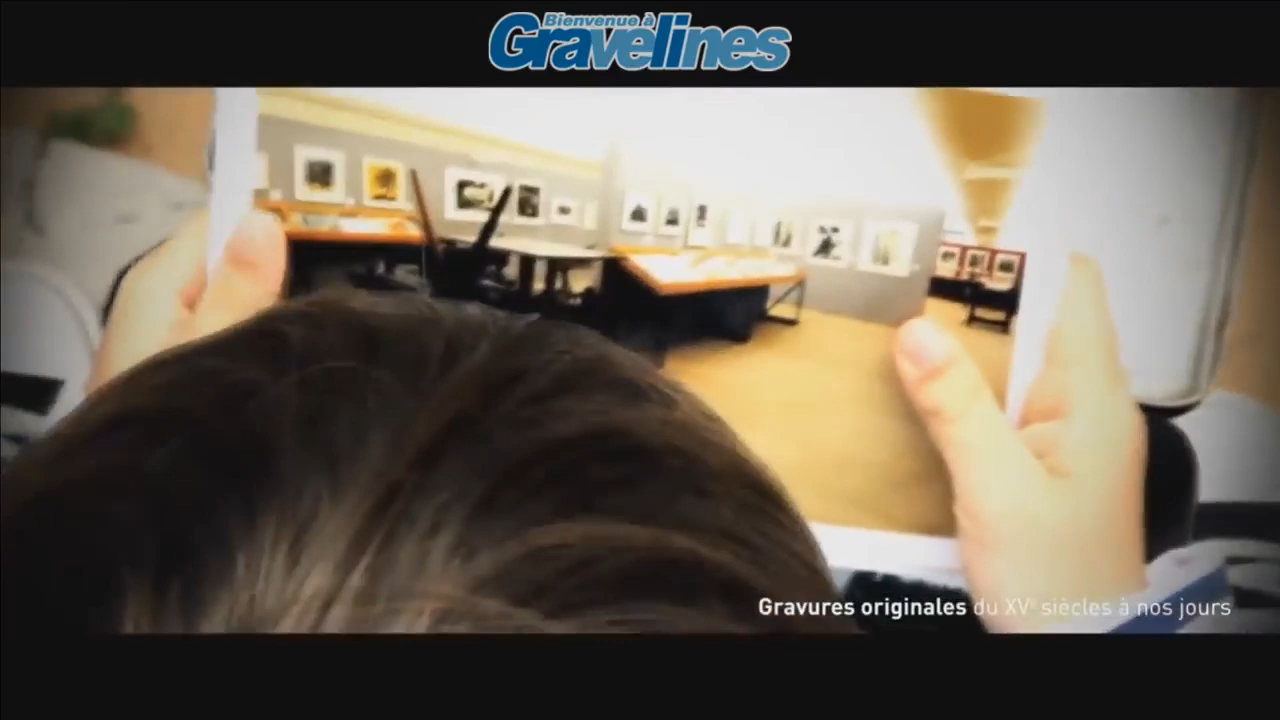 Bienvenue à
Gravelines
Gravures originales du XVᵉ siècles à nos jours